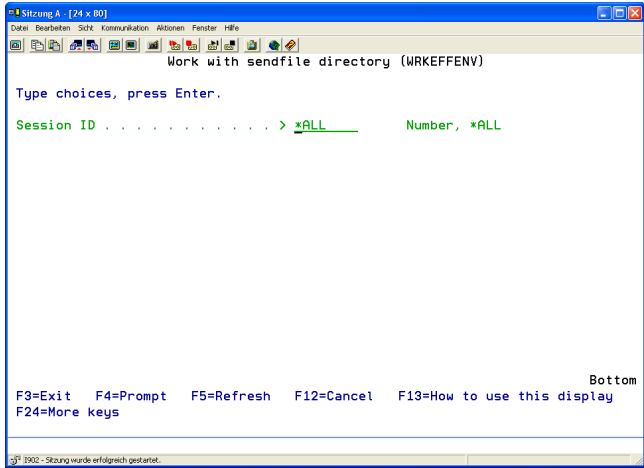 Sitzung A - [24 x 80]
Datei Bearbeiten Sicht Kommunikation Aktionen Fenster Hilfe
Work with sendfile directory (WRKEFFENV)
Type choices, press Enter.
Session ID . . . . . . . . . . . > *ALL Number, *ALL
Bottom
F3=Exit F4=Prompt F5=Refresh F12=Cancel F13=How to use this display
F24=More keys
I902 - Sitzung wurde erfolgreich gestartet.